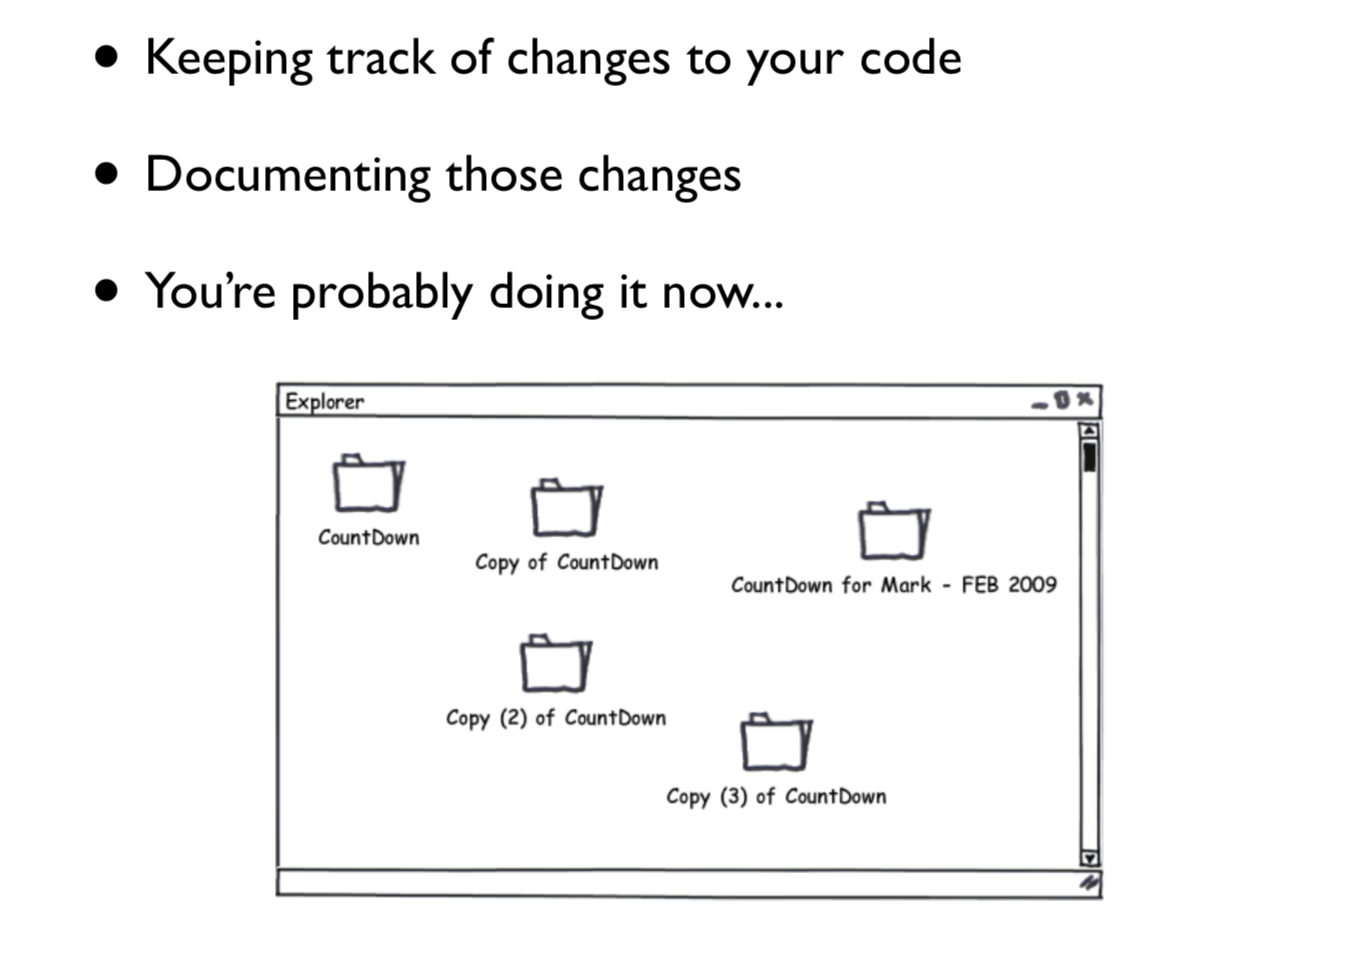 • Keeping track of changes to your code
• Documenting those changes
• You're probably doing it now...
Explorer
CountDown
Copy of CountDown
CountDown for Mark - FEB 2009
Copy (2) of CountDown
Copy (3) of CountDown